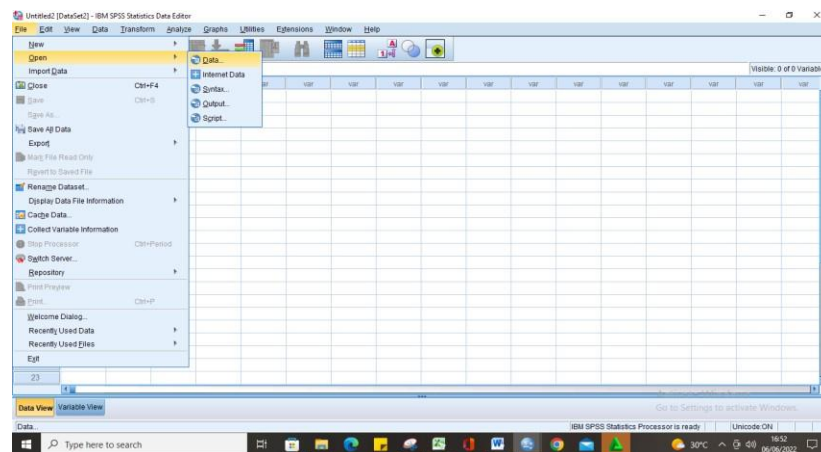 Untitled2 [DataSet2] - IBM SPSS Statistics Data Editor
File Edit View Data Transform Analyze Graphs Utilities Extensions Window Help
New
Open
Import Data
Close Ctrl+F4
Save Ctrl+S
Save As...
Save All Data
Export
Mark File Read Only
Revert to Saved File
Rename Dataset...
Display Data File Information
Cache Data...
Collect Variable Information
Stop Processor Ctrl+Period
Switch Server...
Repository
Print Preview
Print... Ctrl+P
Welcome Dialog...
Recently Used Data
Recently Used Files
Exit
Data...
Internet Data
Syntax...
Output...
Script...
Visible: 0 of 0 Variabl
var var var var var var var var var var var
23
Data View Variable View
Go to Settings to activate Windows.
Data... IBM SPSS Statistics Processor is ready Unicode:ON
Type here to search 30°C 16:52
06/06/2022